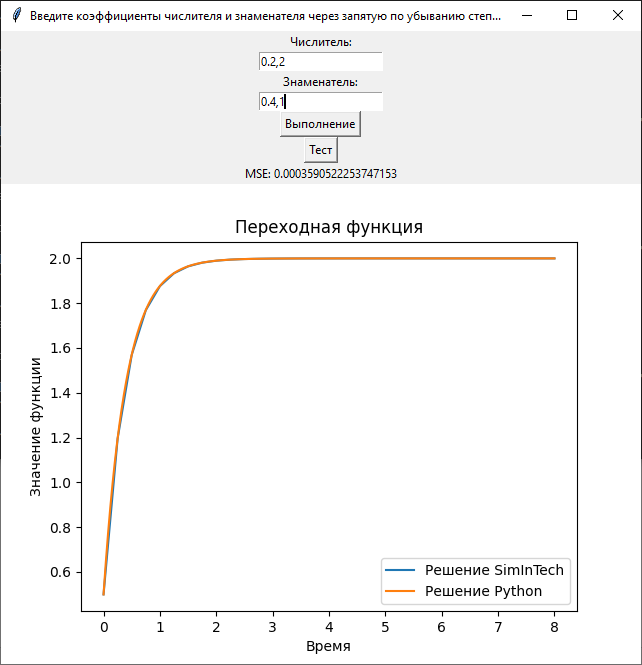 Введите коэффициенты числителя и знаменателя через запятую по убыванию степ...
Числитель:
0.2,2
Знаменатель:
0.4,1
Выполнение
Тест
MSE: 0.0003590522253747153
Переходная функция
2.0
1.8
1.6
1.4
1.2
1.0
0.8
0.6
Значение функции
Решение SimInTech
Решение Python
0 1 2 3 4 5 6 7 8
Время